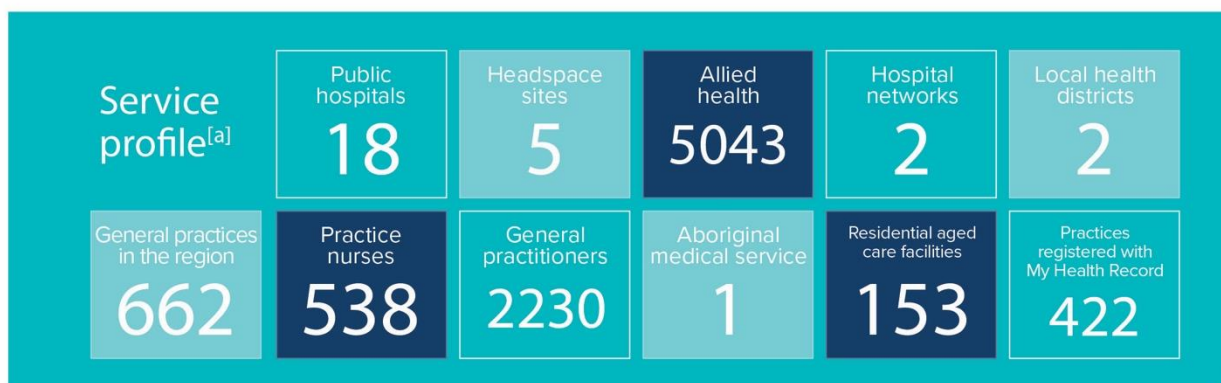 Service
profile[a]
Public
hospitals
18
Headspace
sites
5
Allied
health
5043
Hospital
networks
2
Local health
districts
2
General practices
in the region
662
Practice
nurses
538
General
practitioners
2230
Aboriginal
medical service
1
Residential aged
care facilities
153
Practices
registered with
My Health Record
422